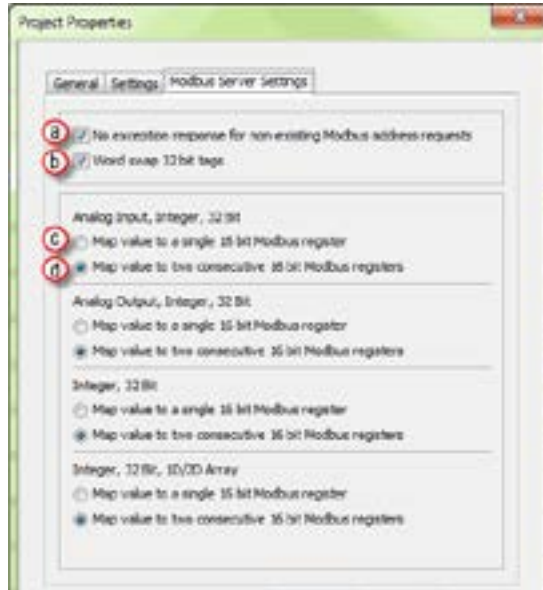 Project Properties
General Settings Modbus Server Settings
a No exception response for non-existing Modbus address requests
b Word swap 32 bit tags
Analog Input, Integer, 32 Bit
c Map value to a single 16 bit Modbus register
d Map value to two consecutive 16 bit Modbus registers
Analog Output, Integer, 32 Bit
Map value to a single 16 bit Modbus register
Map value to two consecutive 16 bit Modbus registers
Integer, 32 Bit
Map value to a single 16 bit Modbus register
Map value to two consecutive 16 bit Modbus registers
Integer, 32 Bit, 1D/2D Array
Map value to a single 16 bit Modbus register
Map value to two consecutive 16 bit Modbus registers